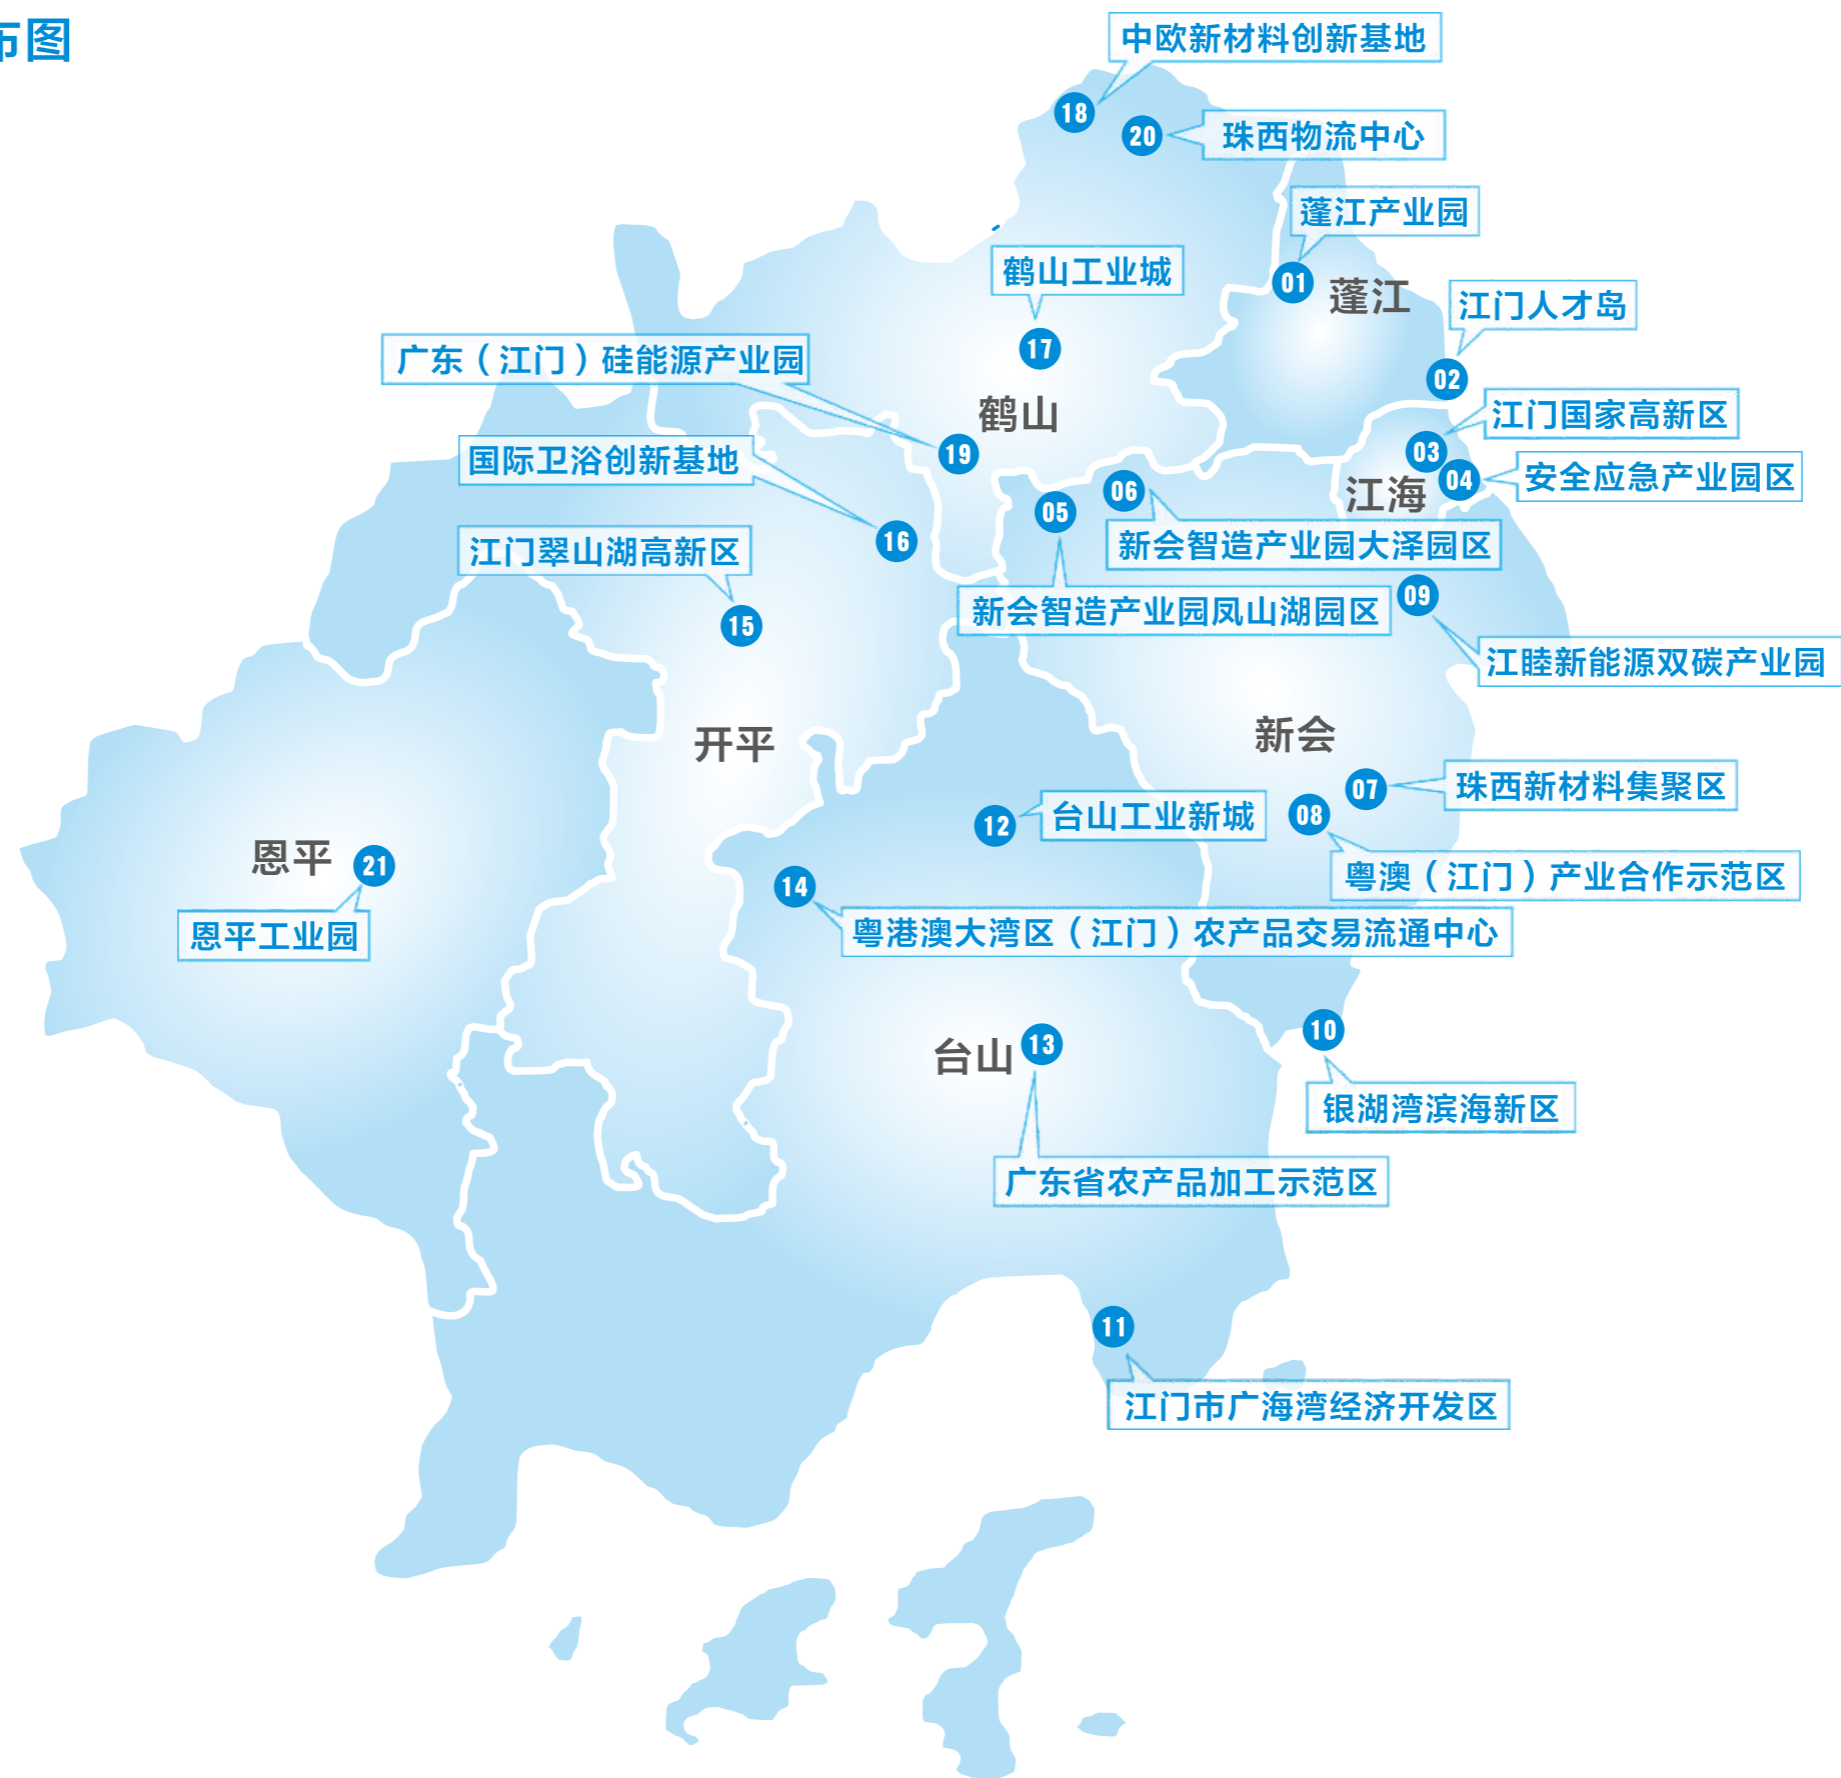 布图
中欧新材料创新基地
18
20
珠西物流中心
蓬江产业园
鹤山工业城
01
蓬江
江门人才岛
17
广东（江门）硅能源产业园
02
鹤山
江门国家高新区
19
03
国际卫浴创新基地
04
安全应急产业园区
江海
06
05
16
江门翠山湖高新区
新会智造产业园大泽园区
09
新会智造产业园凤山湖园区
15
江睦新能源双碳产业园
新会
开平
07
珠西新材料集聚区
12
台山工业新城
08
恩平
21
粤澳（江门）产业合作示范区
14
恩平工业园
粤港澳大湾区（江门）农产品交易流通中心
10
台山
13
银湖湾滨海新区
广东省农产品加工示范区
11
江门市广海湾经济开发区